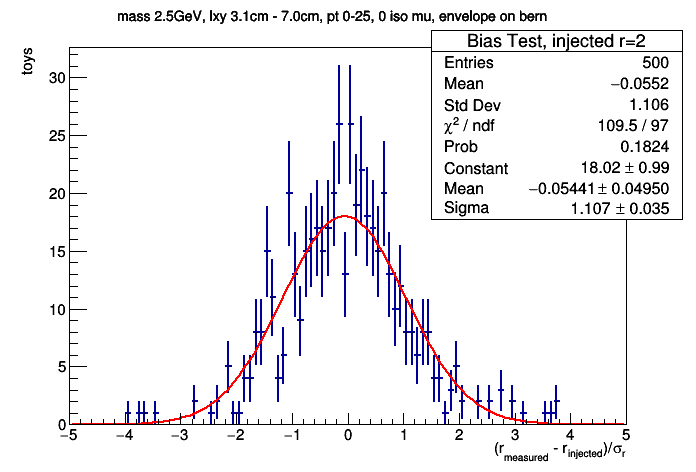 mass 2.5GeV, lxy 3.1cm - 7.0cm, pt 0-25, 0 iso mu, envelope on bern
Bias Test, injected r=2
Entries 500
Mean −0.0552
Std Dev 1.106
χ² / ndf 109.5 / 97
Prob 0.1824
Constant 18.02 ± 0.99
Mean −0.05441 ± 0.04950
Sigma 1.107 ± 0.035
toys
30
25
20
15
10
5
0
−5 −4 −3 −2 −1 0 1 2 3 4 5
(r_measured - r_injected)/σ_r